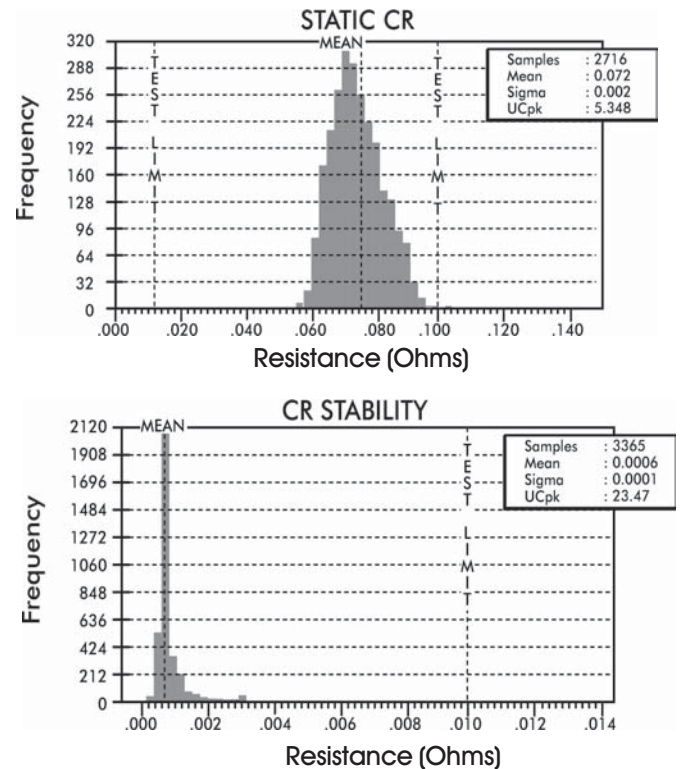 STATIC CR
MEAN
320
288
256
224
192
160
128
96
64
32
0
Frequency
TEST LMT
TEST LMT
Samples : 2716
Mean : 0.072
Sigma : 0.002
UCpk : 5.348
.000 .020 .040 .060 .080 .100 .120 .140
Resistance (Ohms)
CR STABILITY
MEAN
2120
1908
1696
1484
1272
1060
848
636
424
212
0
Frequency
TEST LMT
Samples : 3365
Mean : 0.0006
Sigma : 0.0001
UCpk : 23.47
.000 .002 .004 .006 .008 .010 .012 .014
Resistance (Ohms)